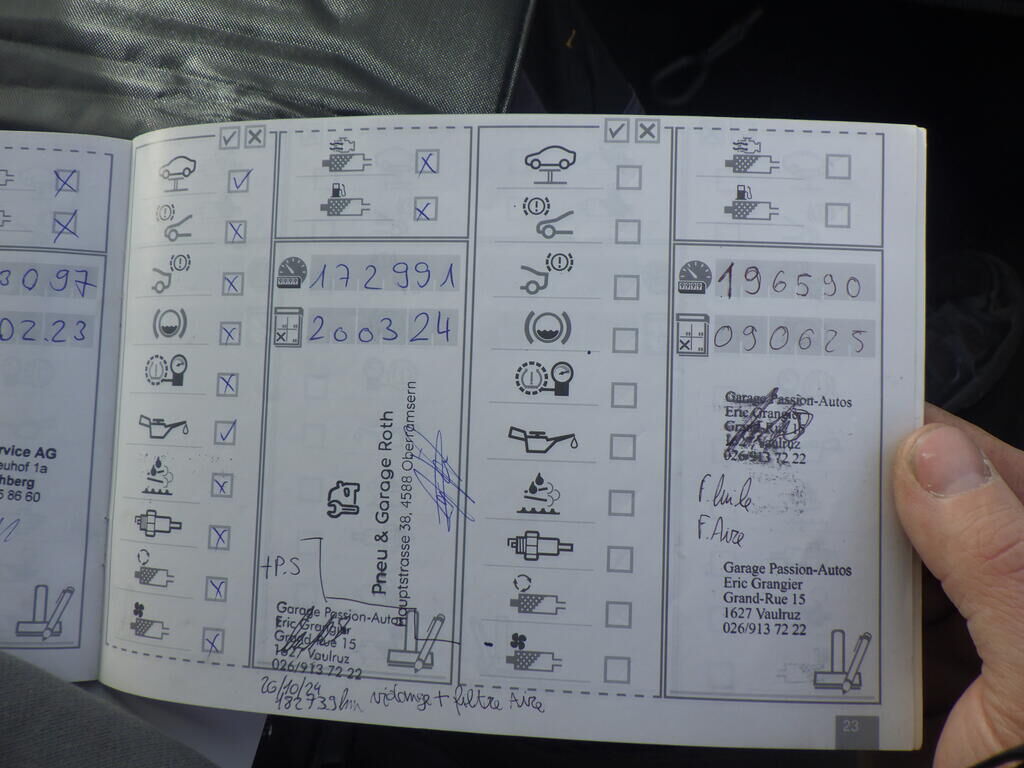 3097
02.23
rvice AG
euhof 1a
hberg
5 86 60
172991
200324
Pneu & Garage Roth
Hauptstrasse 38, 4588 Oberramsern
+P.S
Garage Passion-Autos
Eric Grangier
Grand-Rue 15
1627 Vaulruz
026/913 72 22
26/10/24
182739km vidange + filtre Aire
196590
090625
Garage Passion-Autos
Eric Grangier
Grand-Rue 15
1627 Vaulruz
026/913 72 22
F. huile
F. Aire
Garage Passion-Autos
Eric Grangier
Grand-Rue 15
1627 Vaulruz
026/913 72 22
23